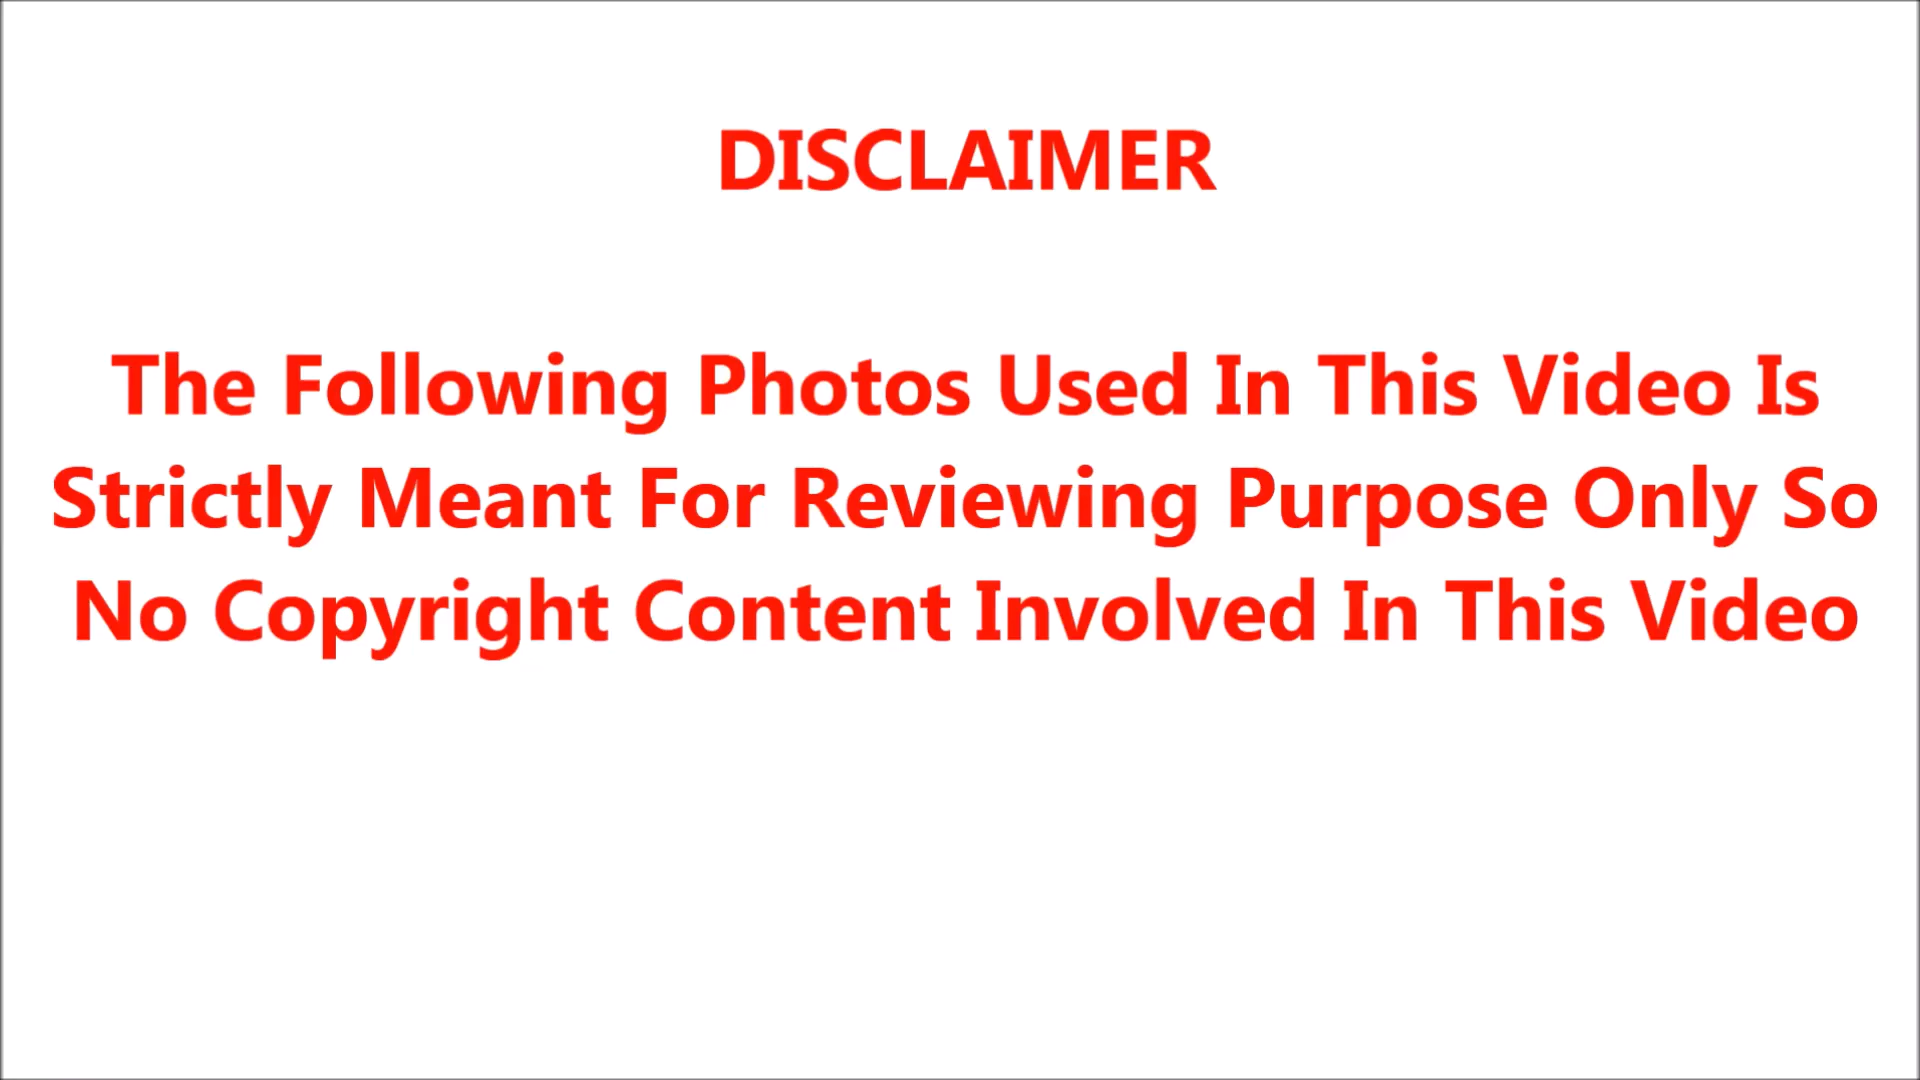 DISCLAIMER
The Following Photos Used In This Video Is
Strictly Meant For Reviewing Purpose Only So
No Copyright Content Involved In This Video